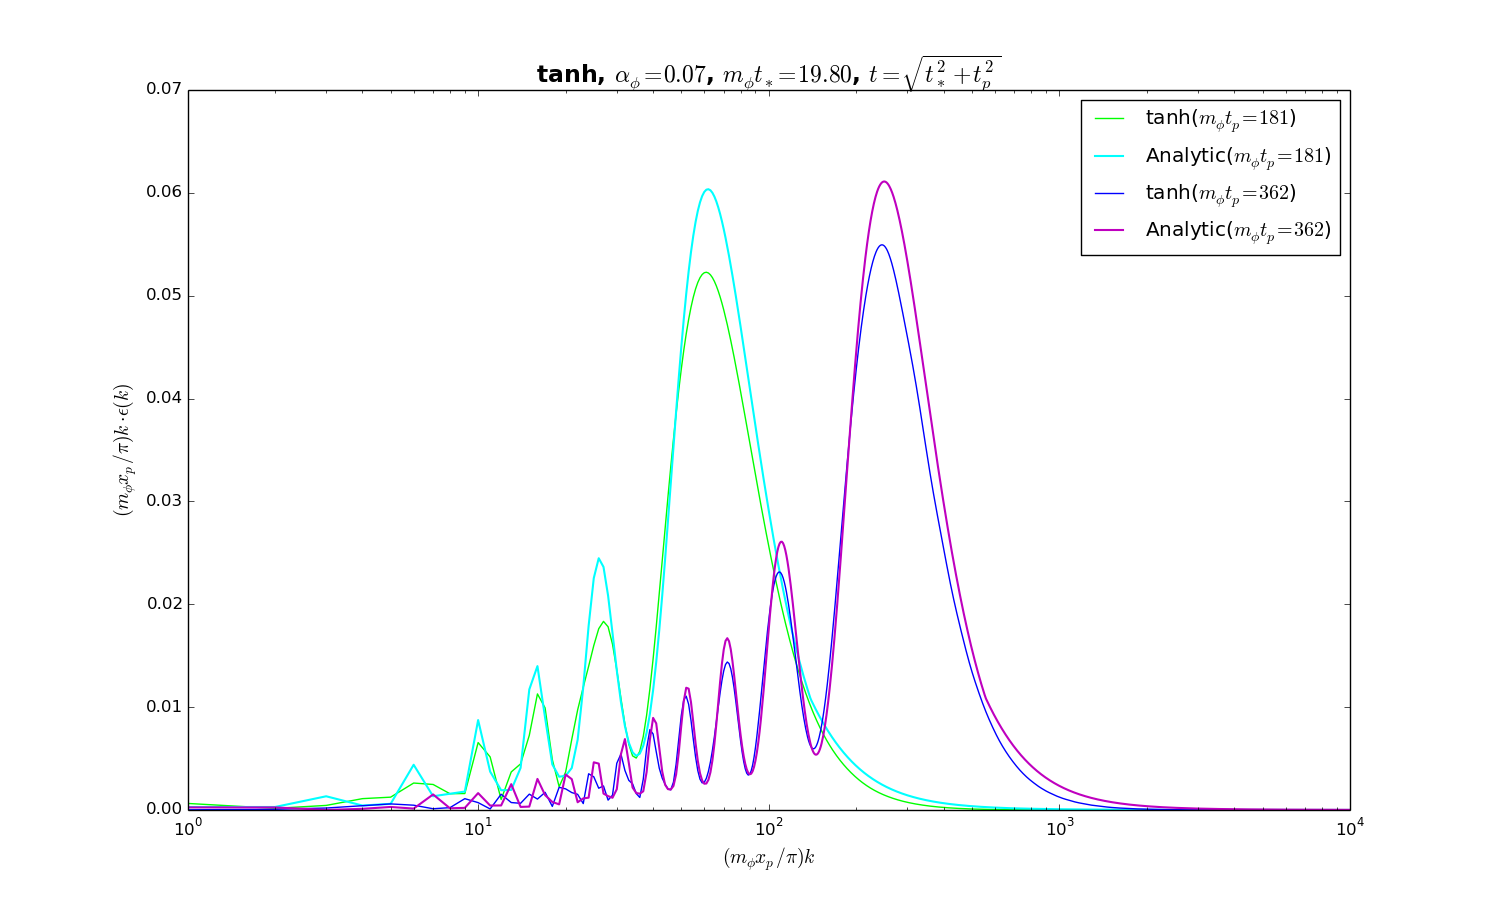 tanh, α_ϕ=0.07, m_ϕt_*=19.80, t=√(t_*^2+t_p^2)
0.07
0.06
0.05
0.04
0.03
0.02
0.01
0.00
(m_ϕx_p/π)k·ϵ(k)
tanh(m_ϕt_p=181)
Analytic(m_ϕt_p=181)
tanh(m_ϕt_p=362)
Analytic(m_ϕt_p=362)
10^0 10^1 10^2 10^3 10^4
(m_ϕx_p/π)k